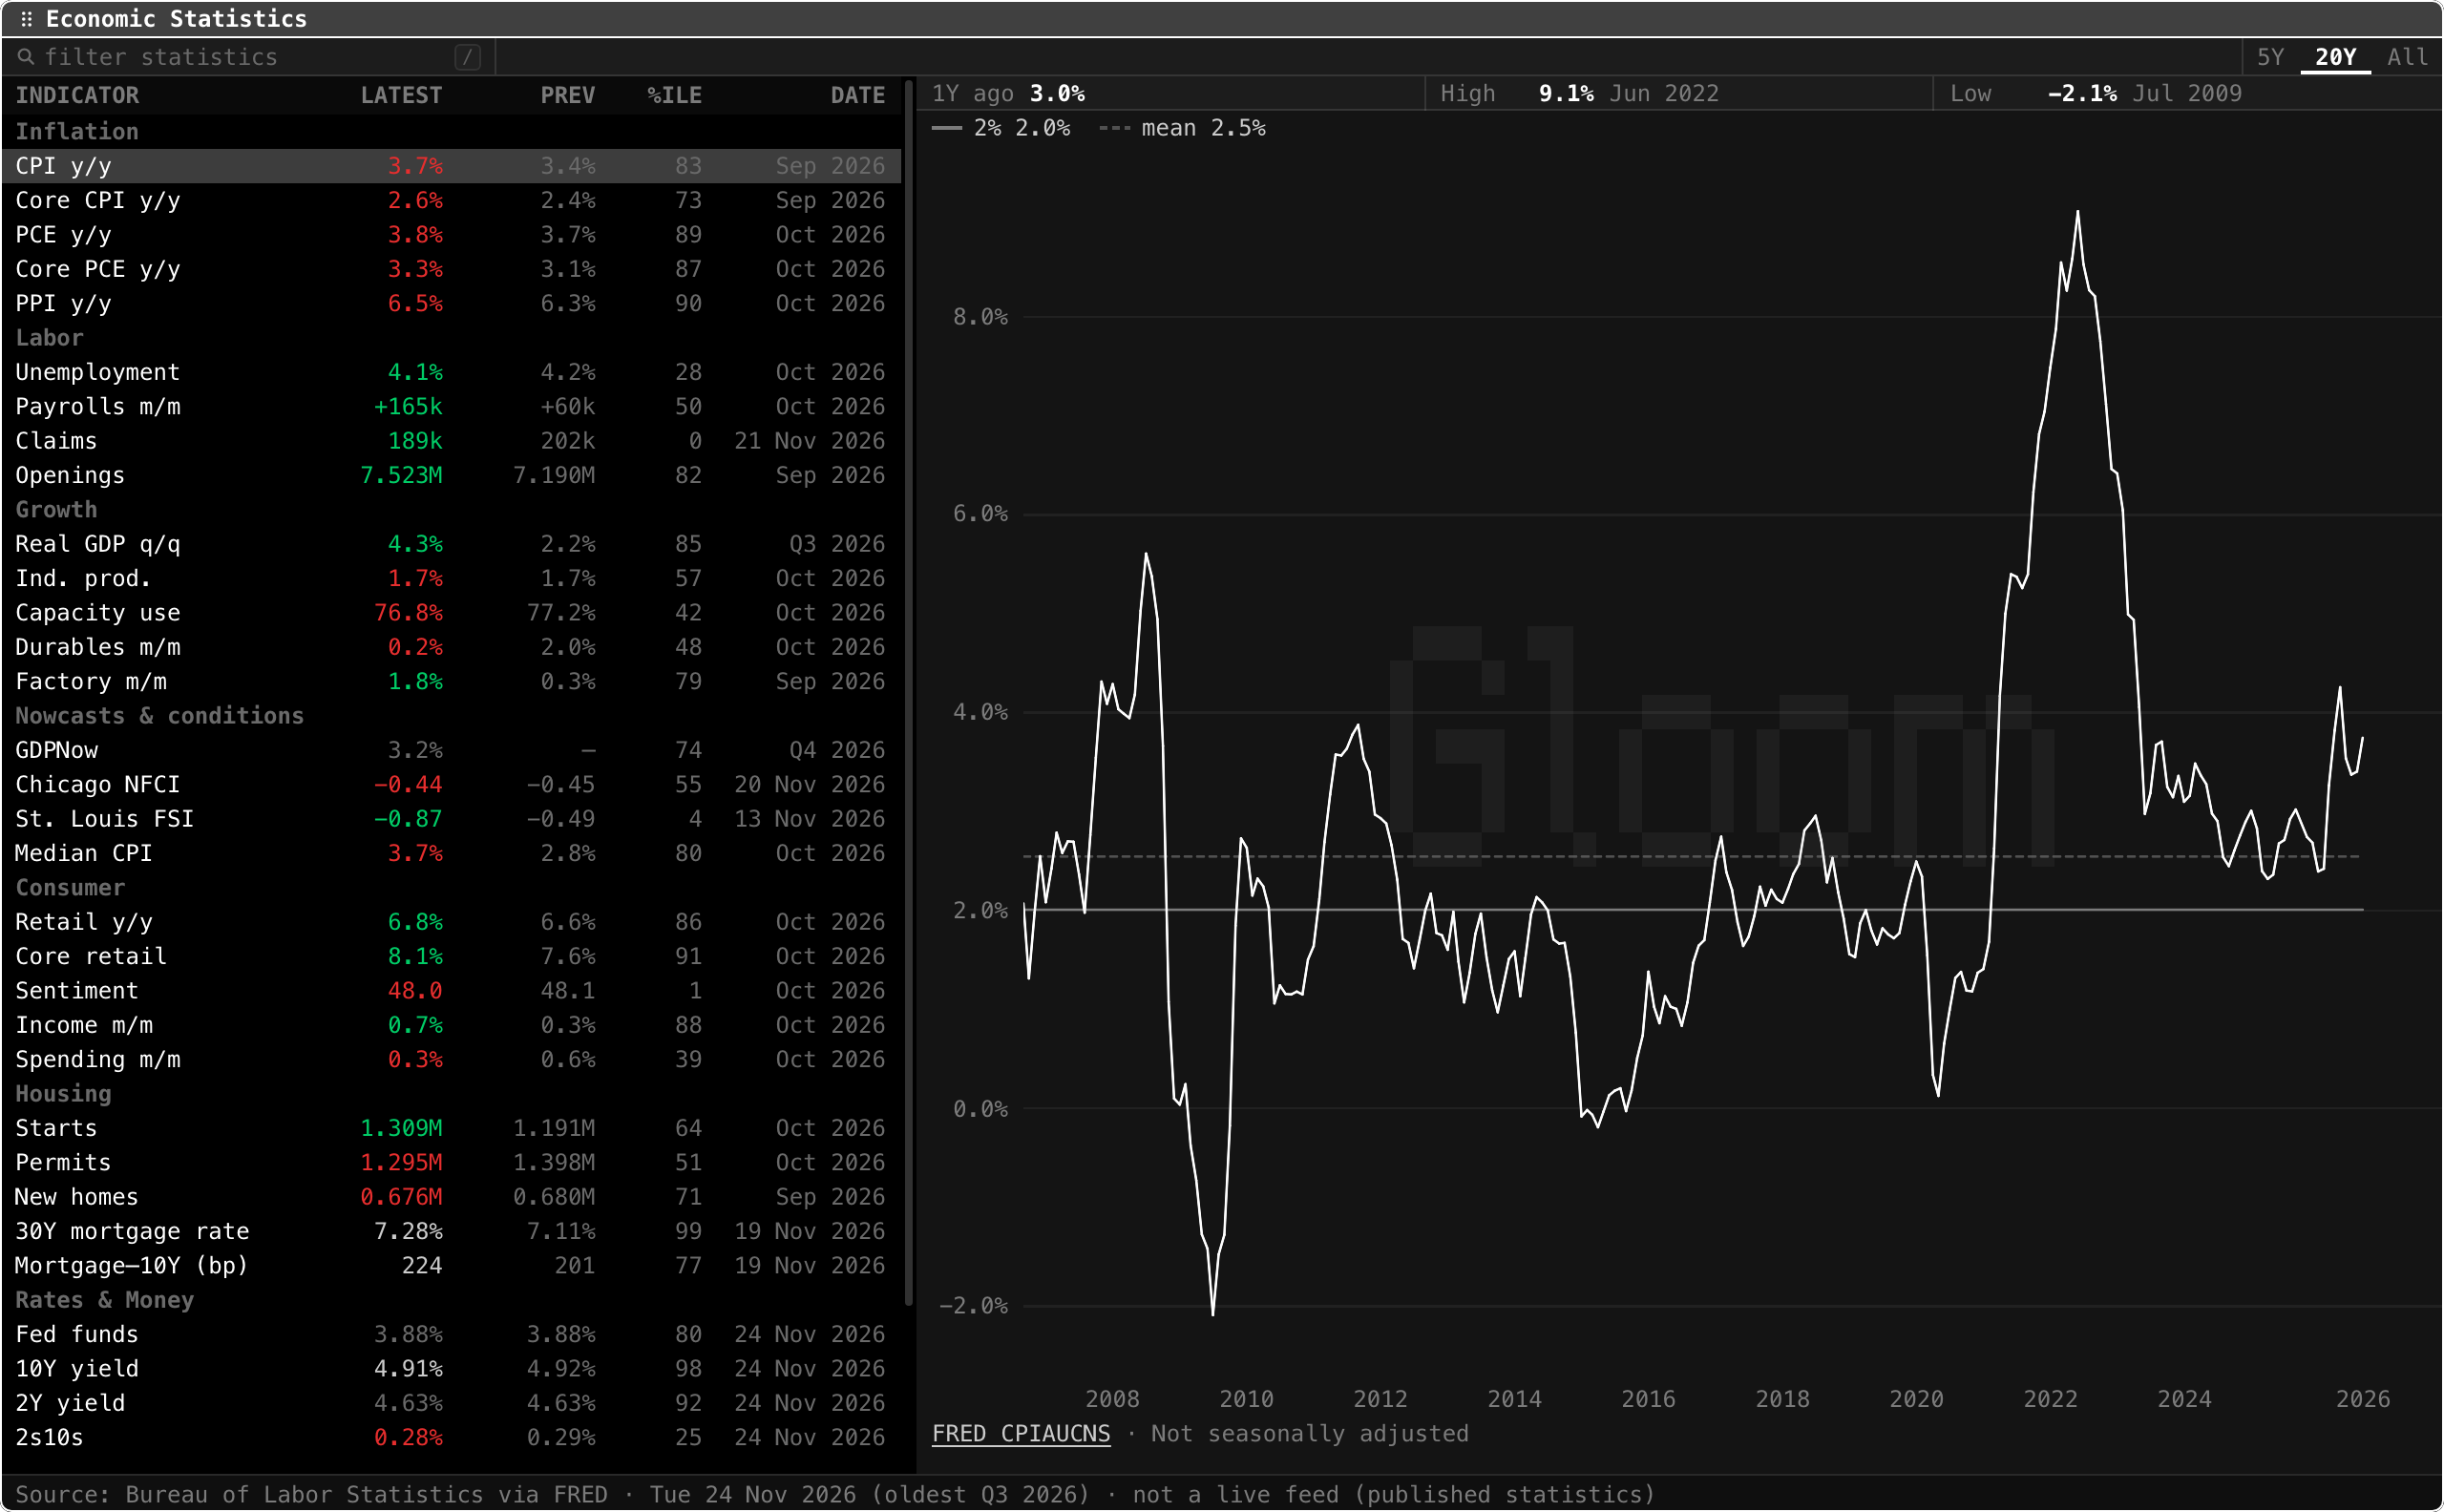 Economic Statistics
filter statistics /
5Y 20Y All
INDICATOR LATEST PREV %ILE DATE
1Y ago 3.0% High 9.1% Jun 2022 Low −2.1% Jul 2009
2% 2.0% mean 2.5%
Inflation
CPI y/y 3.7% 3.4% 83 Sep 2026
Core CPI y/y 2.6% 2.4% 73 Sep 2026
PCE y/y 3.8% 3.7% 89 Oct 2026
Core PCE y/y 3.3% 3.1% 87 Oct 2026
PPI y/y 6.5% 6.3% 90 Oct 2026
Labor
Unemployment 4.1% 4.2% 28 Oct 2026
Payrolls m/m +165k +60k 50 Oct 2026
Claims 189k 202k 0 21 Nov 2026
Openings 7.523M 7.190M 82 Sep 2026
Growth
Real GDP q/q 4.3% 2.2% 85 Q3 2026
Ind. prod. 1.7% 1.7% 57 Oct 2026
Capacity use 76.8% 77.2% 42 Oct 2026
Durables m/m 0.2% 2.0% 48 Oct 2026
Factory m/m 1.8% 0.3% 79 Sep 2026
Nowcasts & conditions
GDPNow 3.2% — 74 Q4 2026
Chicago NFCI −0.44 −0.45 55 20 Nov 2026
St. Louis FSI −0.87 −0.49 4 13 Nov 2026
Median CPI 3.7% 2.8% 80 Oct 2026
Consumer
Retail y/y 6.8% 6.6% 86 Oct 2026
Core retail 8.1% 7.6% 91 Oct 2026
Sentiment 48.0 48.1 1 Oct 2026
Income m/m 0.7% 0.3% 88 Oct 2026
Spending m/m 0.3% 0.6% 39 Oct 2026
Housing
Starts 1.309M 1.191M 64 Oct 2026
Permits 1.295M 1.398M 51 Oct 2026
New homes 0.676M 0.680M 71 Sep 2026
30Y mortgage rate 7.28% 7.11% 99 19 Nov 2026
Mortgage—10Y (bp) 224 201 77 19 Nov 2026
Rates & Money
Fed funds 3.88% 3.88% 80 24 Nov 2026
10Y yield 4.91% 4.92% 98 24 Nov 2026
2Y yield 4.63% 4.63% 92 24 Nov 2026
2s10s 0.28% 0.29% 25 24 Nov 2026
8.0%
6.0%
4.0%
2.0%
0.0%
−2.0%
Gloom
2008 2010 2012 2014 2016 2018 2020 2022 2024 2026
FRED CPIAUCNS · Not seasonally adjusted
Source: Bureau of Labor Statistics via FRED · Tue 24 Nov 2026 (oldest Q3 2026) · not a live feed (published statistics)